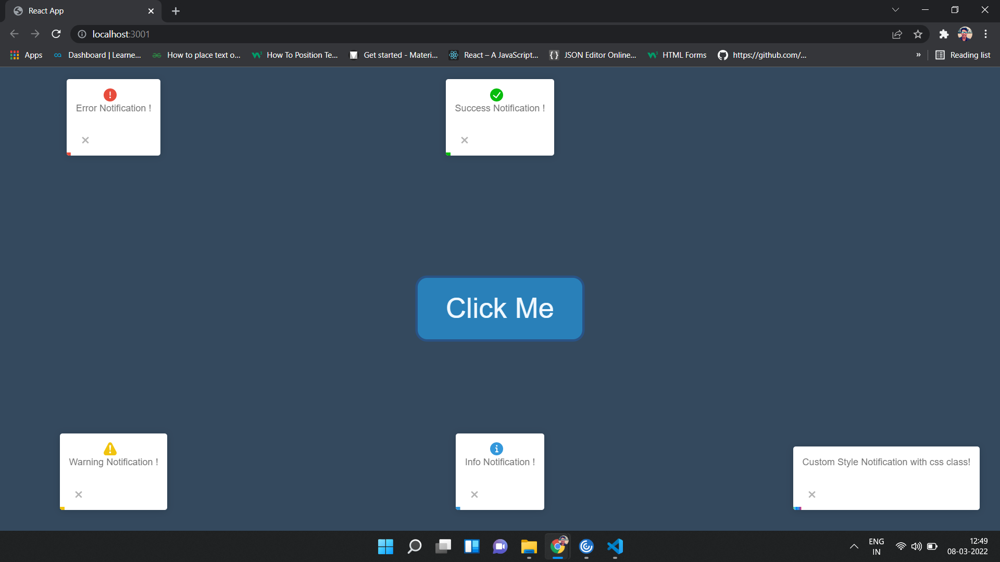 React App
localhost:3001
Apps
Dashboard | Learne...
How to place text o...
How To Position Te...
Get started - Materi...
React – A JavaScript...
JSON Editor Online...
HTML Forms
https://github.com/...
»
Reading list
Error Notification !
Success Notification !
Click Me
Warning Notification !
Info Notification !
Custom Style Notification with css class!
ENG
IN
12:49
08-03-2022